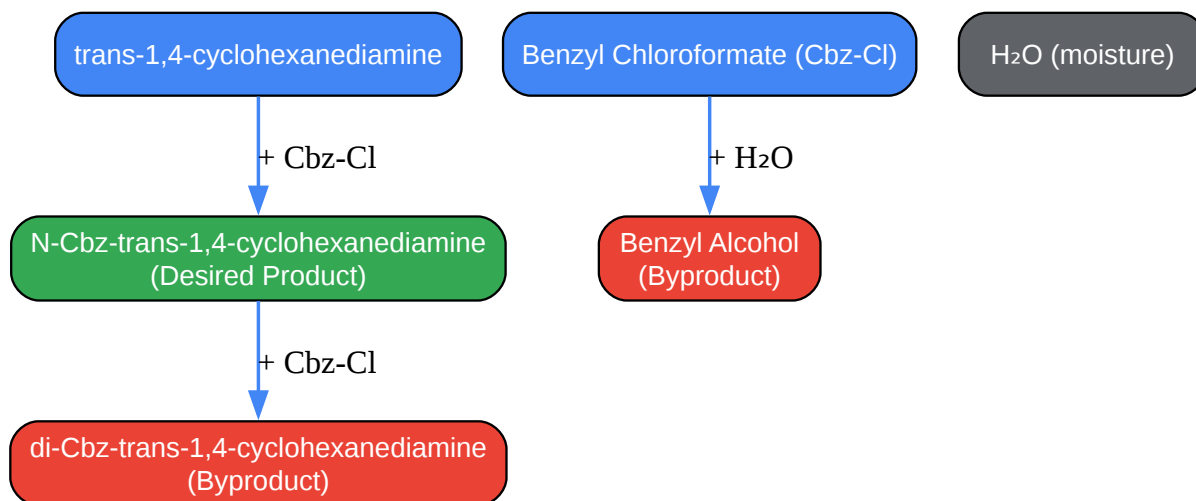 trans-1,4-cyclohexanediamine
Benzyl Chloroformate (Cbz-Cl)
H₂O (moisture)
+ Cbz-Cl
+ H₂O
N-Cbz-trans-1,4-cyclohexanediamine
(Desired Product)
Benzyl Alcohol
(Byproduct)
+ Cbz-Cl
di-Cbz-trans-1,4-cyclohexanediamine
(Byproduct)